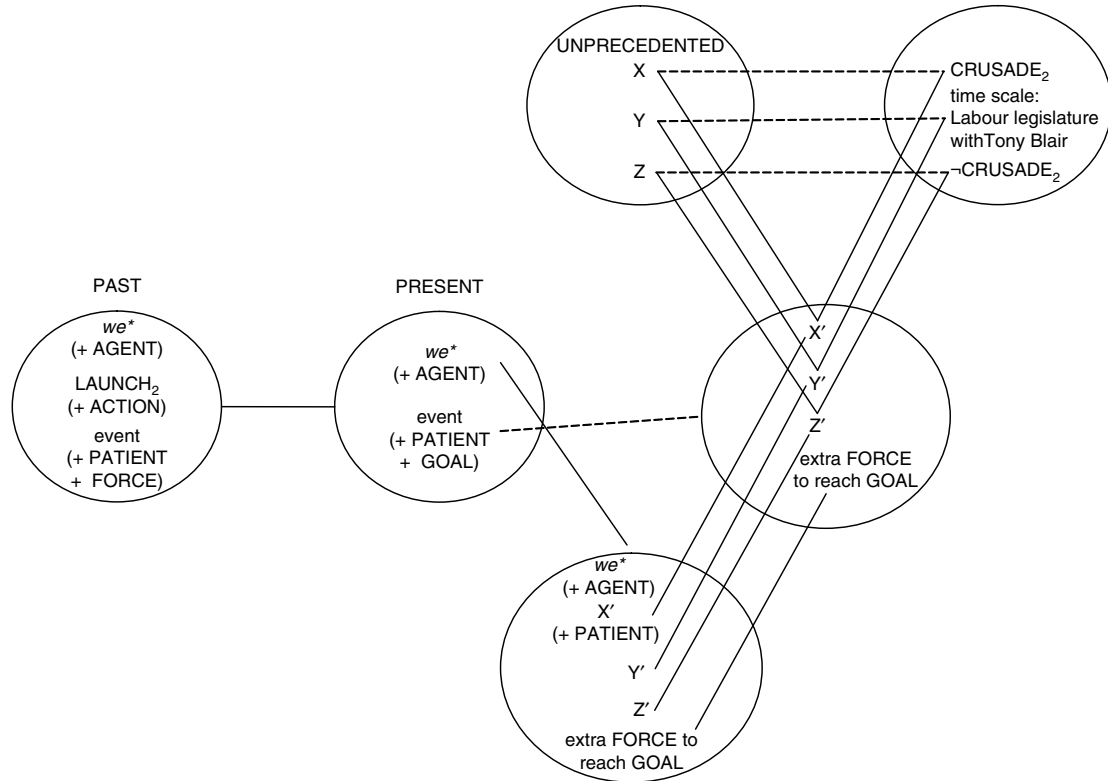 UNPRECEDENTED
X
Y
Z
CRUSADE₂
time scale:
Labour legislature
withTony Blair
¬CRUSADE₂
PAST
we*
(+ AGENT)
LAUNCH₂
(+ ACTION)
event
(+ PATIENT
+ FORCE)
PRESENT
we*
(+ AGENT)
event
(+ PATIENT
+ GOAL)
X′
Y′
Z′
extra FORCE
to reach GOAL
we*
(+ AGENT)
X′
(+ PATIENT)
Y′
Z′
extra FORCE to
reach GOAL